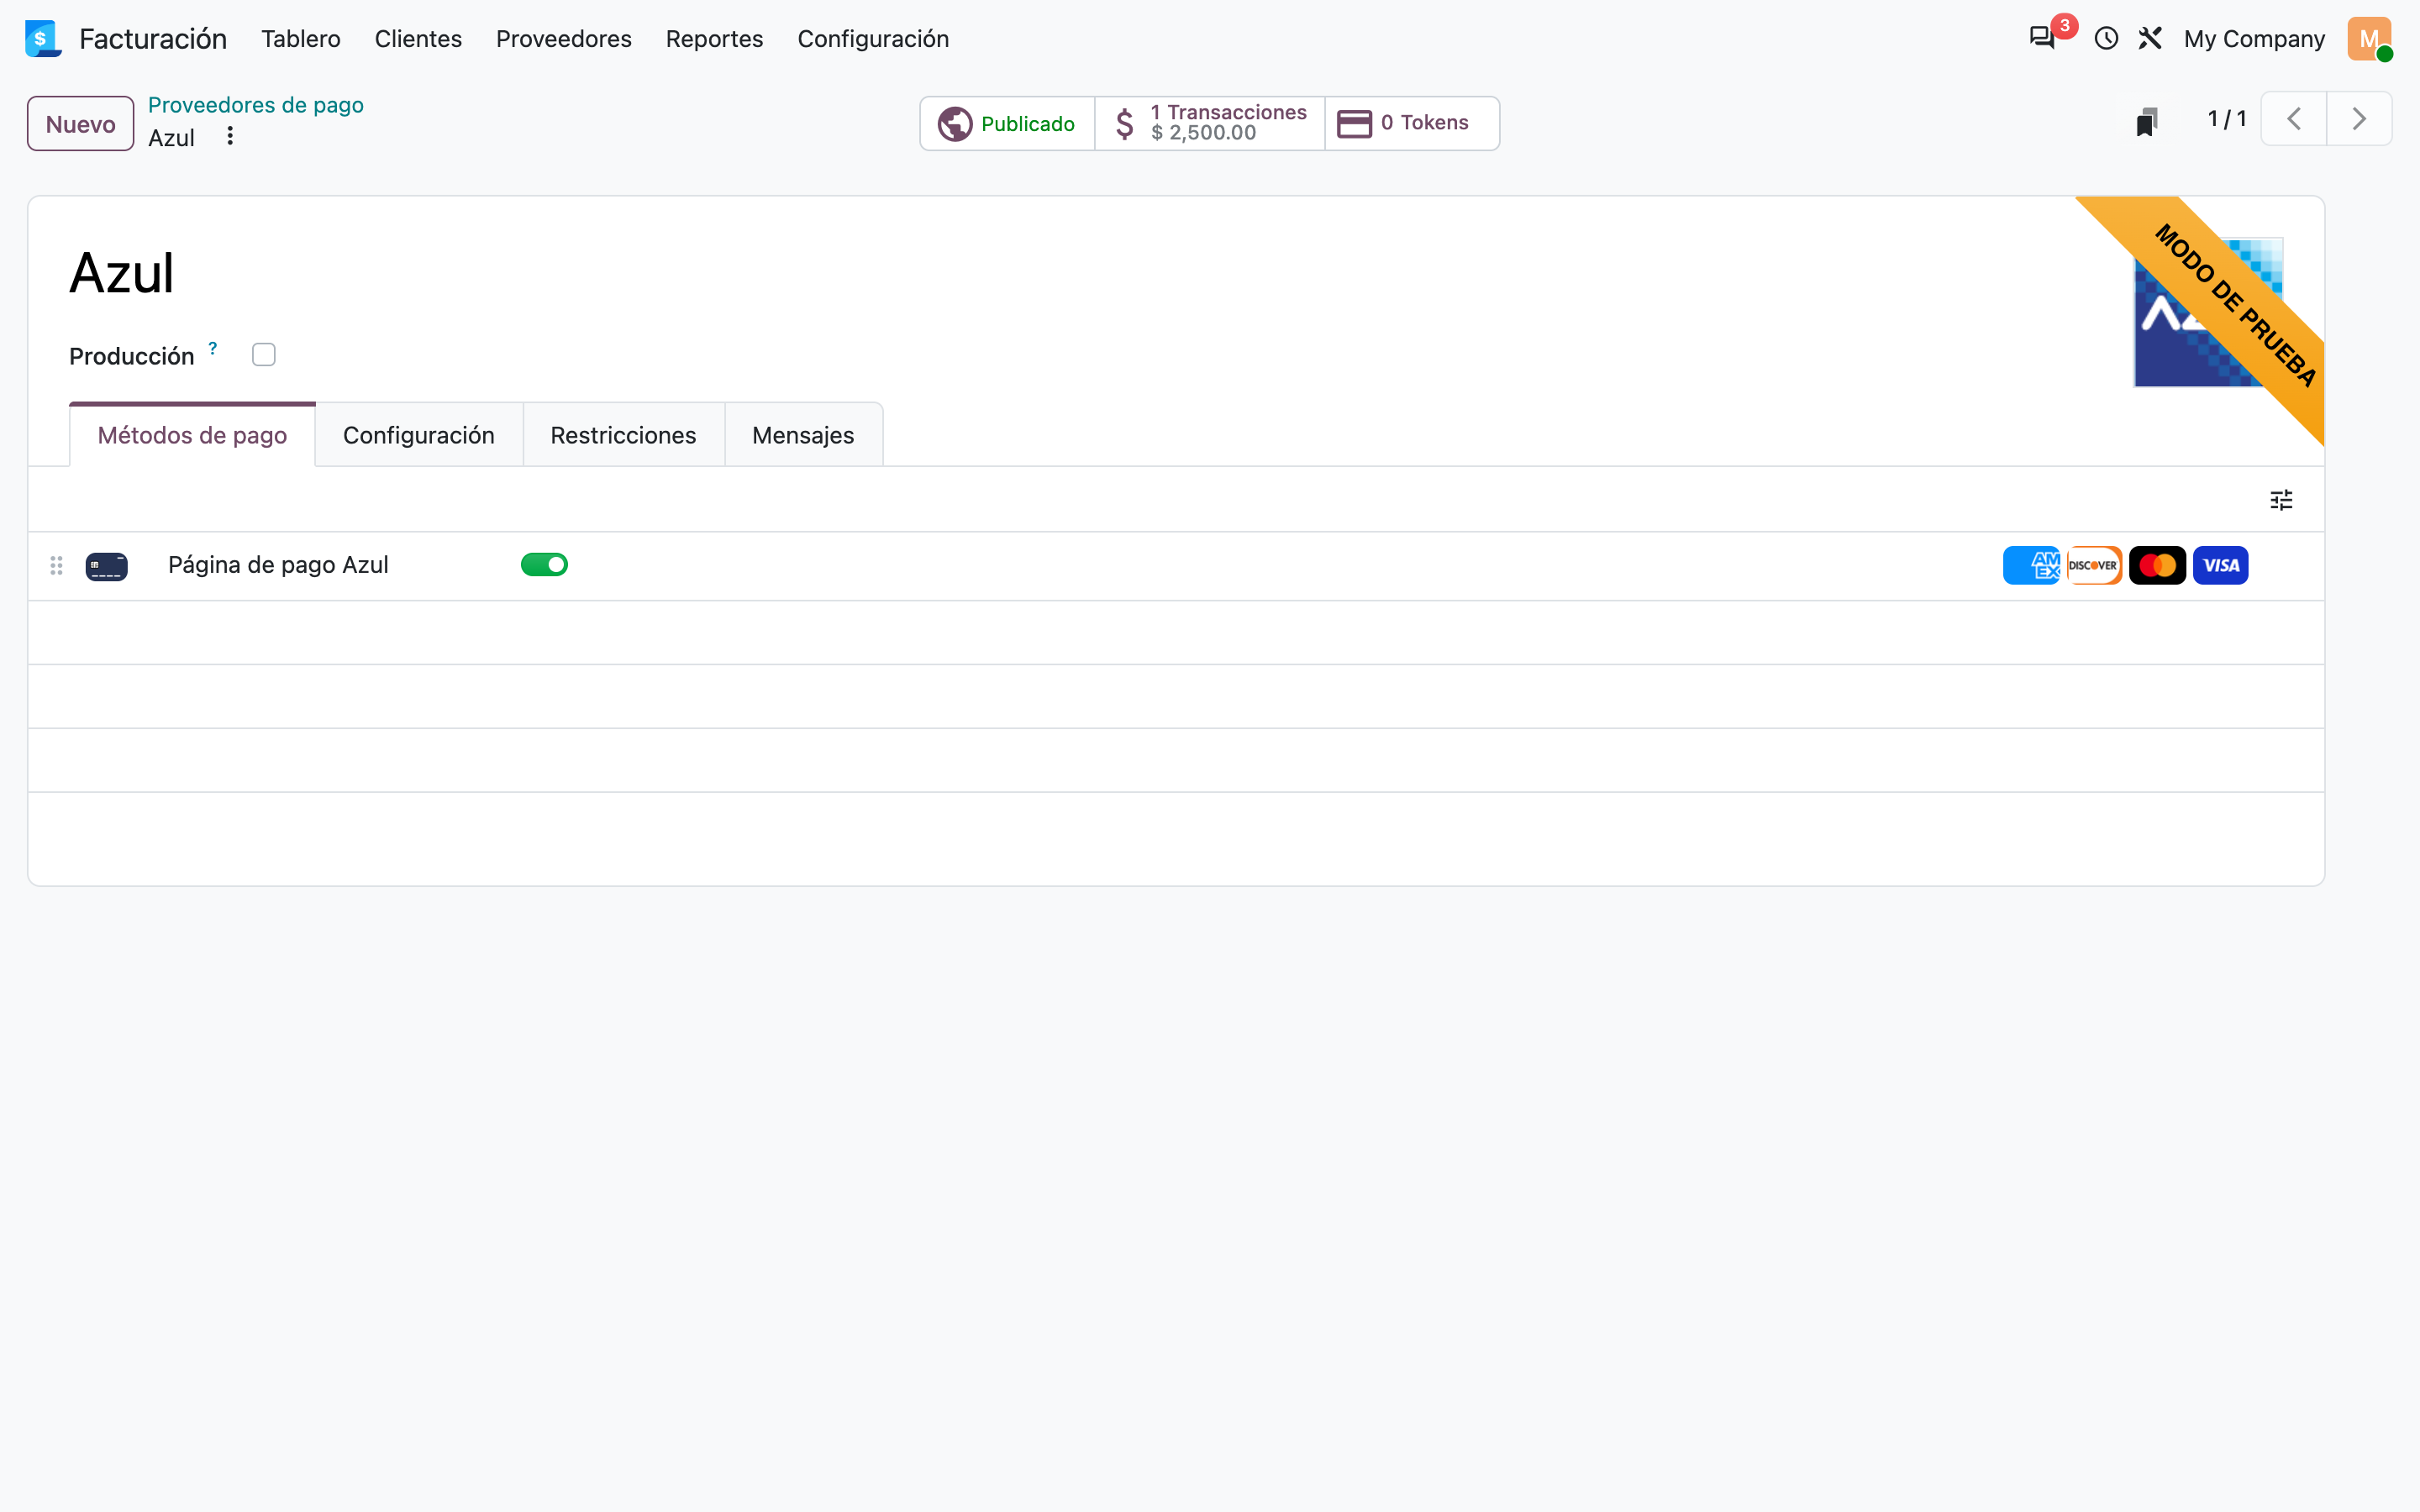 Facturación Tablero Clientes Proveedores Reportes Configuración 3 My Company M
Nuevo
Proveedores de pago
Azul
Publicado
1 Transacciones
$ 2,500.00
0 Tokens
1 / 1
Azul
MODO DE PRUEBA
Producción ?
Métodos de pago Configuración Restricciones Mensajes
Página de pago Azul
AM
EX
DISCOVER
VISA